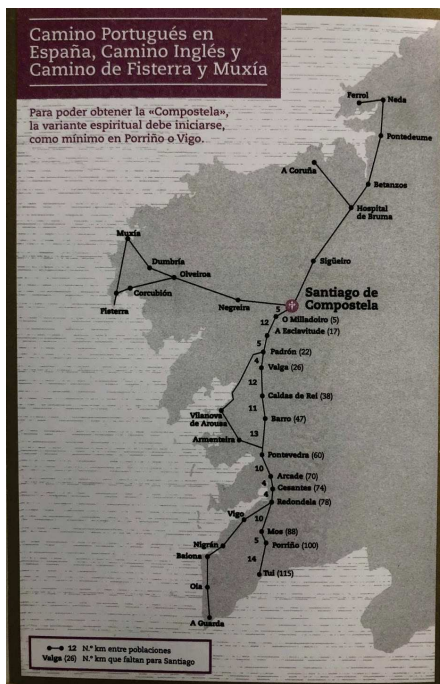 Camino Portugués en
España, Camino Inglés y
Camino de Fisterra y Muxía
Para poder obtener la «Compostela»,
la variante espiritual debe iniciarse,
como mínimo en Porriño o Vigo.
Ferrol
Neda
Pontedeume
A Coruña
Betanzos
Hospital
de Bruma
Muxía
Dumbría
Sigüeiro
Olveiroa
Corcubión
Fisterra
Negreira
Santiago de
Compostela
5
O Milladoiro (5)
12
A Esclavitude (17)
5
Padrón (22)
4
Valga (26)
12
Caldas de Rei (38)
11
Vilanova
de Arousa
Barro (47)
Armenteira
13
Pontevedra (60)
10
Arcade (70)
4
Cesantes (74)
4
Redondela (78)
Vigo
10
Mos (88)
Nigrán
5
Porriño (100)
Baiona
14
Tui (115)
Oia
A Guarda
12 N.º km entre poblaciones
Valga (26) N.º km que faltan para Santiago